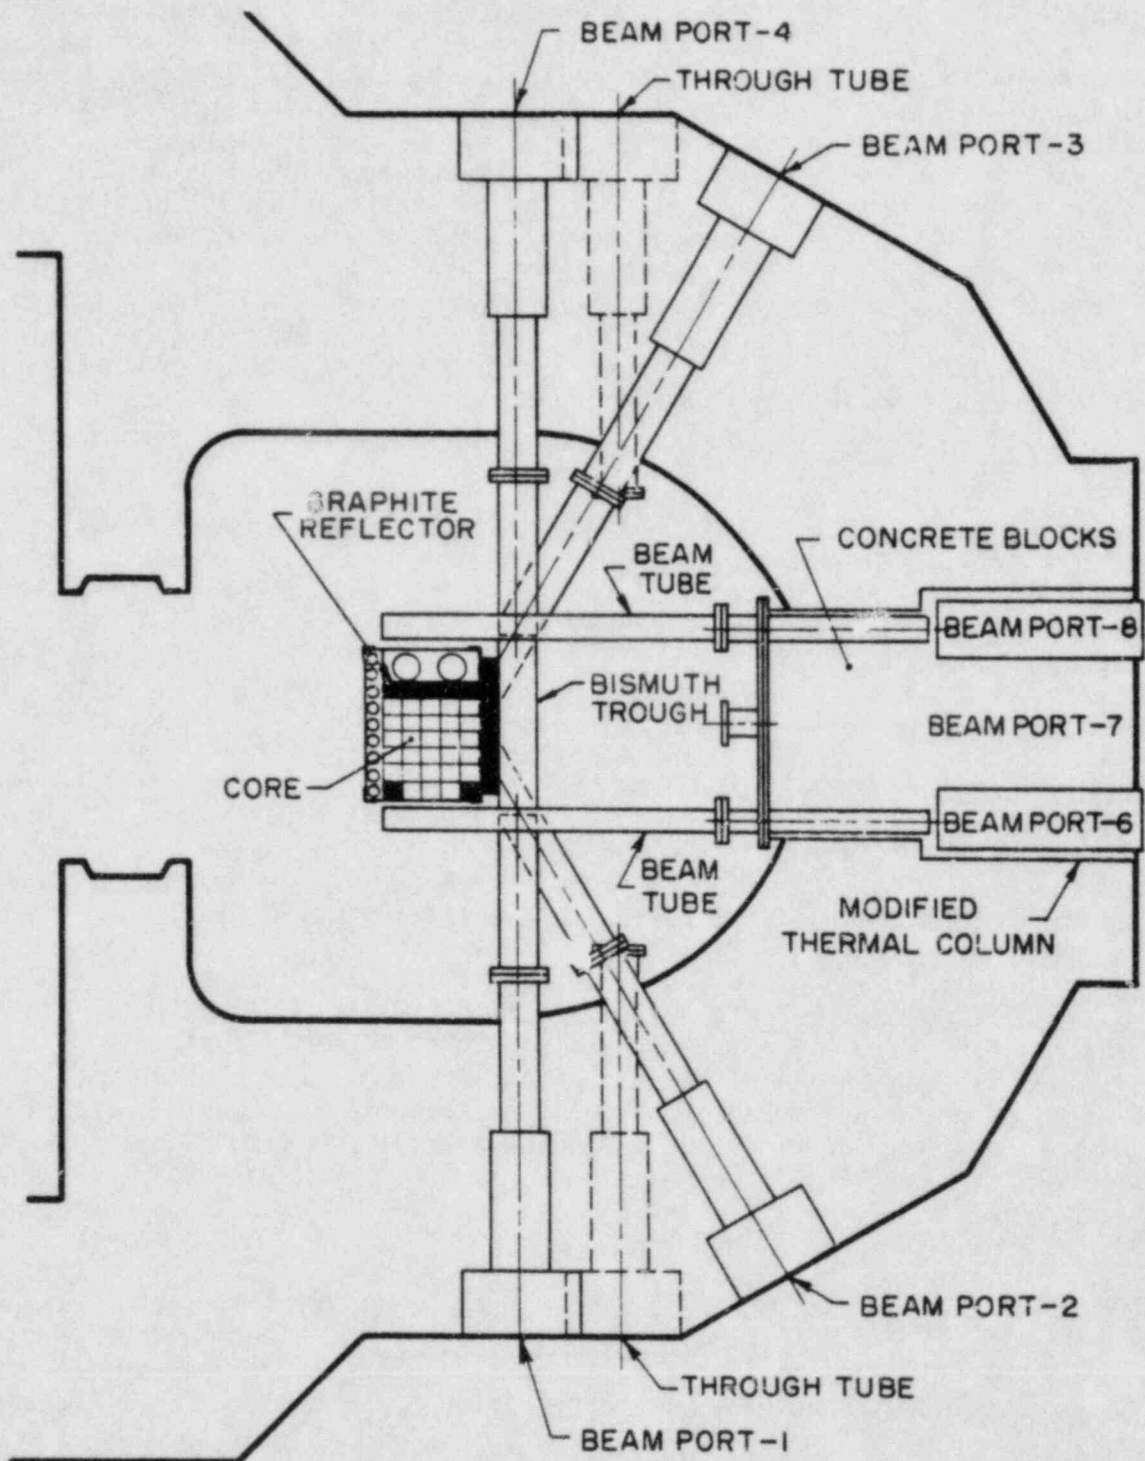 BEAM PORT-4
THROUGH TUBE
BEAM PORT-3
GRAPHITE
REFLECTOR
BEAM
TUBE
CONCRETE BLOCKS
BEAM PORT-8
BISMUTH
TROUGH
BEAM PORT-7
CORE
BEAM PORT-6
BEAM
TUBE
MODIFIED
THERMAL COLUMN
BEAM PORT-2
THROUGH TUBE
BEAM PORT-1